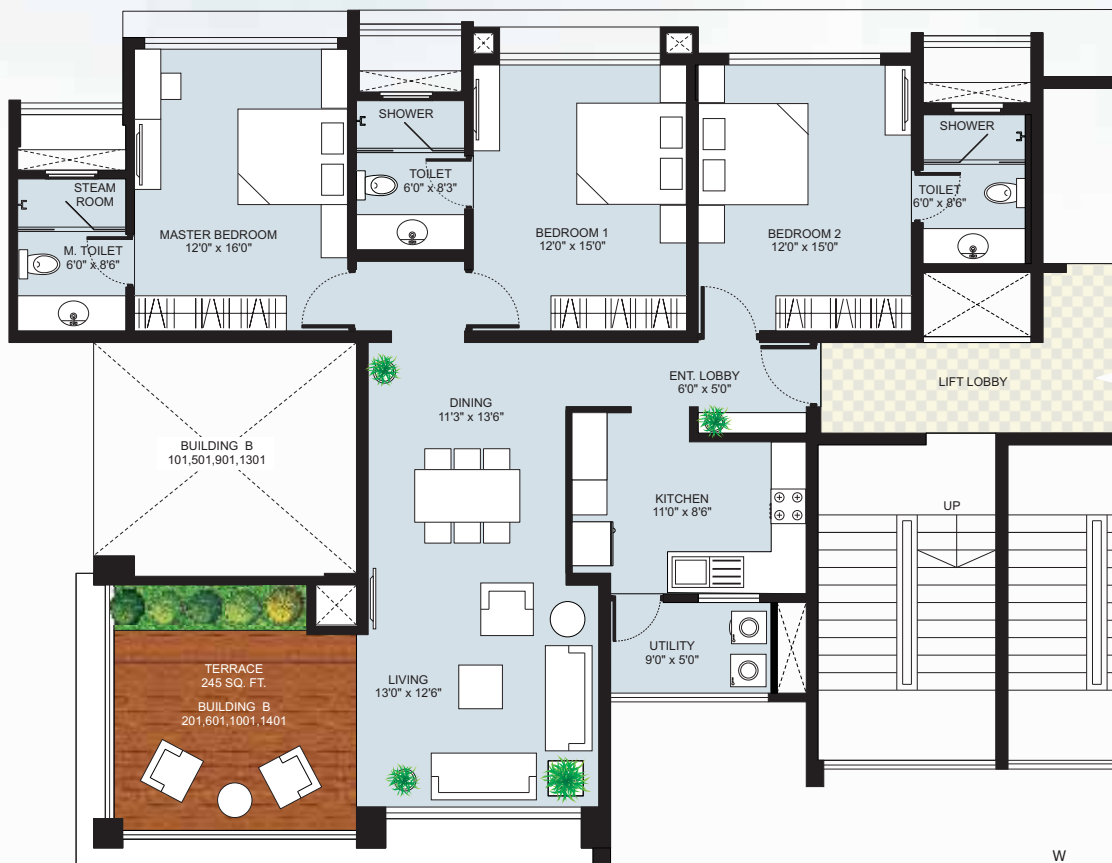 SHOWER
SHOWER
STEAM
ROOM
TOILET
6'0" x 8'3"
TOILET
6'0" x 8'6"
MASTER BEDROOM
12'0" x 16'0"
BEDROOM 1
12'0" x 15'0"
BEDROOM 2
12'0" x 15'0"
M. TOILET
6'0" x 8'6"
ENT. LOBBY
6'0" x 5'0"
LIFT LOBBY
DINING
11'3" x 13'6"
BUILDING B
101,501,901,1301
KITCHEN
11'0" x 8'6"
UP
UTILITY
9'0" x 5'0"
TERRACE
245 SQ. FT.
BUILDING B
201,601,1001,1401
LIVING
13'0" x 12'6"
W